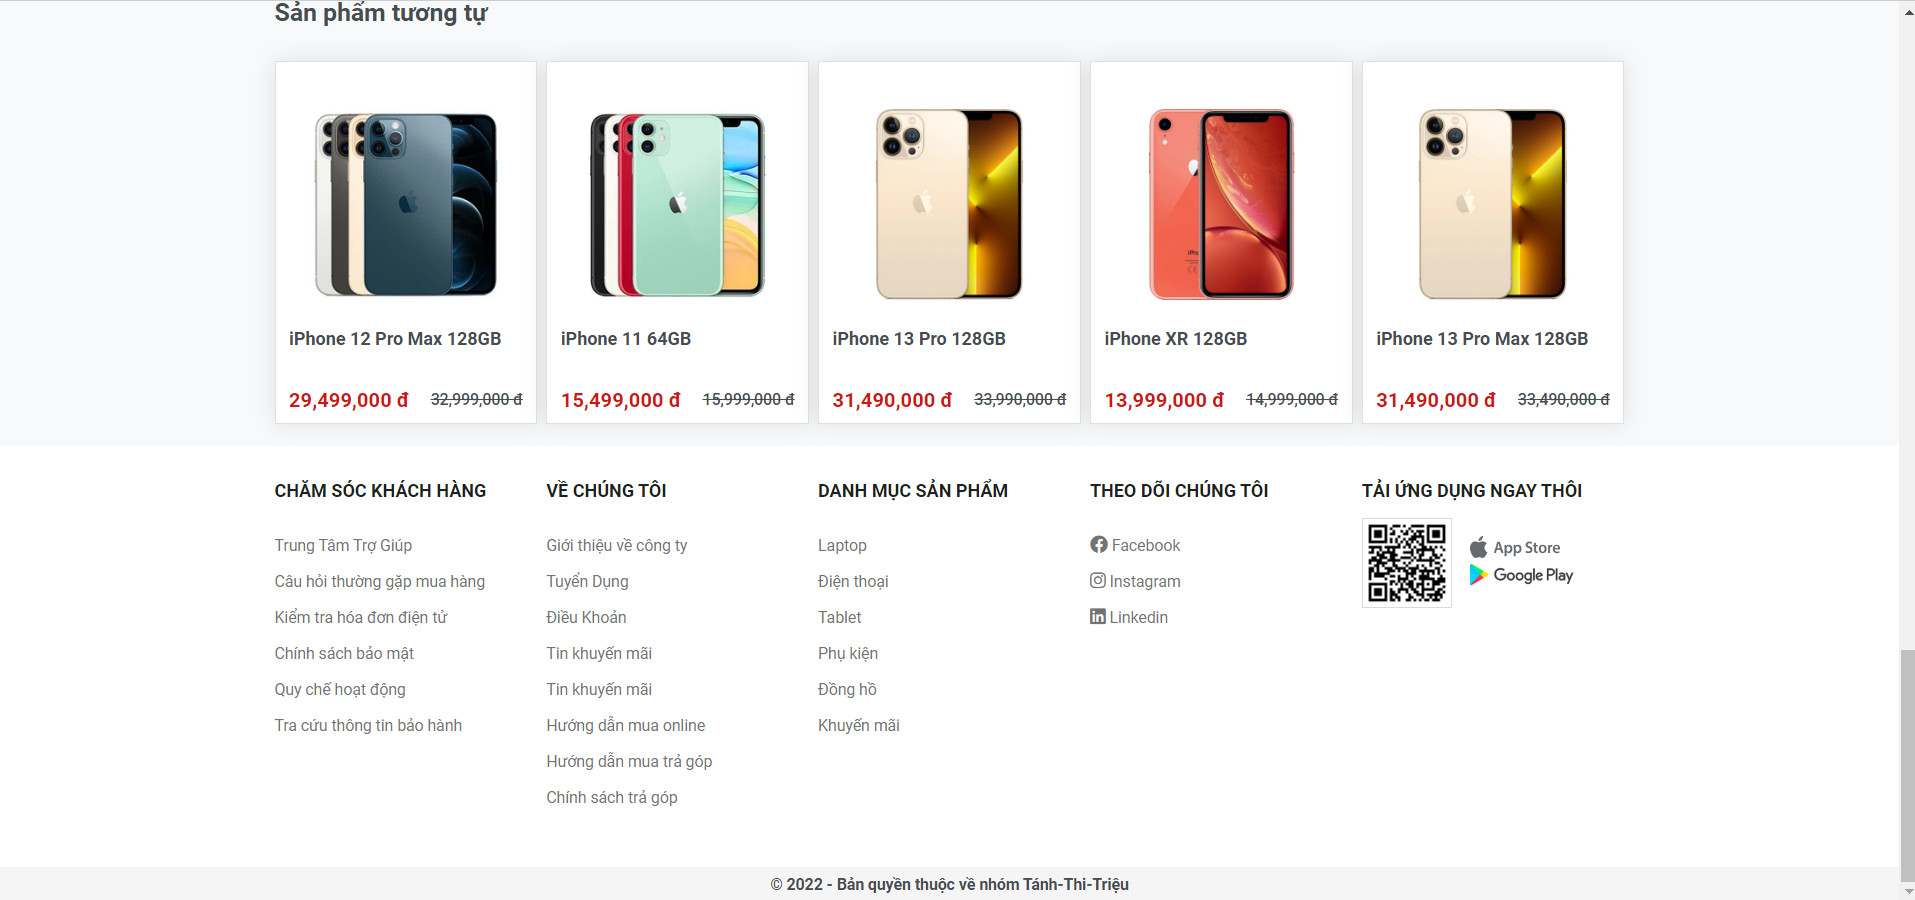 Sản phẩm tương tự
iPhone 12 Pro Max 128GB
29,499,000 đ 32,999,000 đ
iPhone 11 64GB
15,499,000 đ 15,999,000 đ
iPhone 13 Pro 128GB
31,490,000 đ 33,990,000 đ
iPhone XR 128GB
13,999,000 đ 14,999,000 đ
iPhone 13 Pro Max 128GB
31,490,000 đ 33,490,000 đ
CHĂM SÓC KHÁCH HÀNG
Trung Tâm Trợ Giúp
Câu hỏi thường gặp mua hàng
Kiểm tra hóa đơn điện tử
Chính sách bảo mật
Quy chế hoạt động
Tra cứu thông tin bảo hành
VỀ CHÚNG TÔI
Giới thiệu về công ty
Tuyển Dụng
Điều Khoản
Tin khuyến mãi
Tin khuyến mãi
Hướng dẫn mua online
Hướng dẫn mua trả góp
Chính sách trả góp
DANH MỤC SẢN PHẨM
Laptop
Điện thoại
Tablet
Phụ kiện
Đồng hồ
Khuyến mãi
THEO DÕI CHÚNG TÔI
Facebook
Instagram
Linkedin
TẢI ỨNG DỤNG NGAY THÔI
App Store
Google Play
© 2022 - Bản quyền thuộc về nhóm Tánh-Thi-Triệu